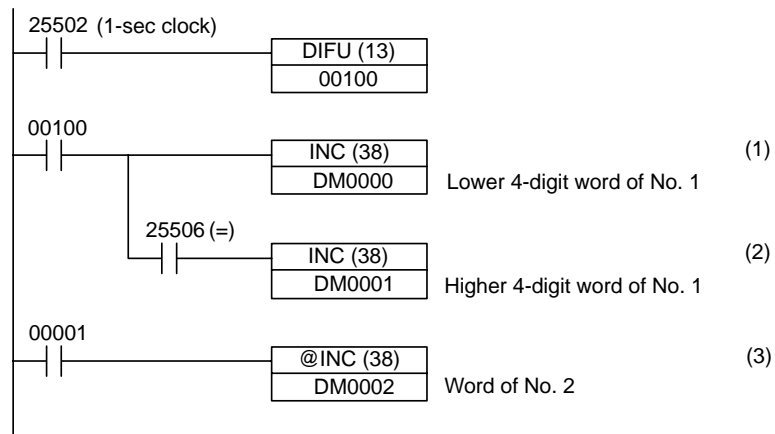 25502 (1-sec clock)
DIFU (13)
00100
00100
INC (38)
(1)
DM0000
Lower 4-digit word of No. 1
25506 (=)
INC (38)
(2)
DM0001
Higher 4-digit word of No. 1
00001
@INC (38)
(3)
DM0002
Word of No. 2